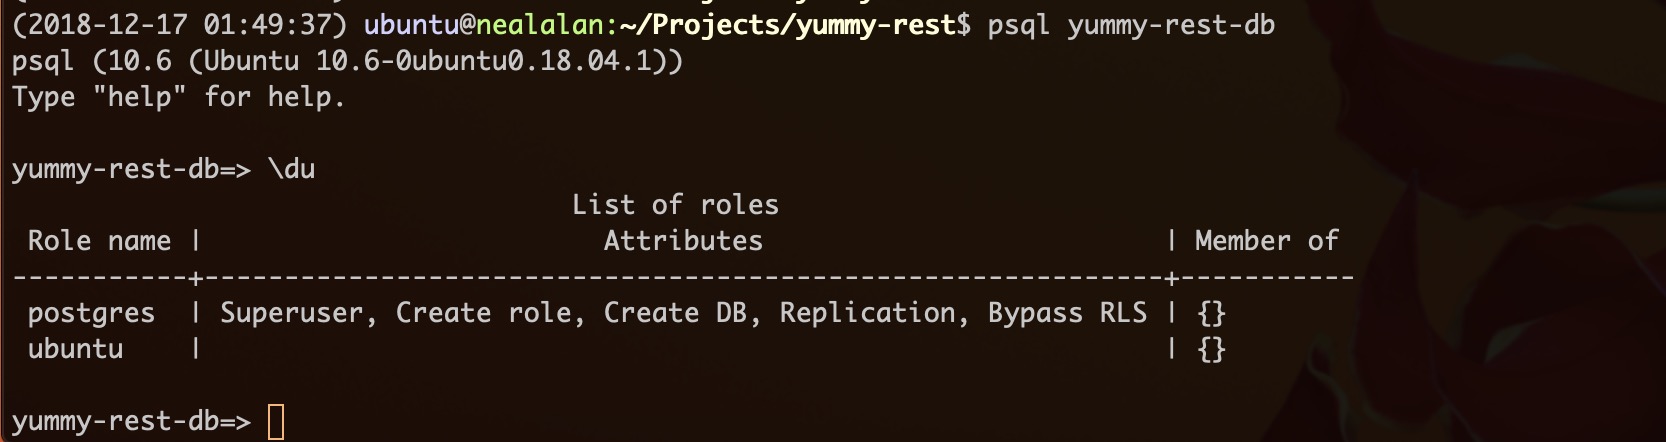 (2018-12-17 01:49:37) ubuntu@nealalan:~/Projects/yummy-rest$ psql yummy-rest-db
psql (10.6 (Ubuntu 10.6-0ubuntu0.18.04.1))
Type "help" for help.
yummy-rest-db=> \du
List of roles
Role name | Attributes | Member of
-----------+------------------------------------------------------------+-----------
postgres | Superuser, Create role, Create DB, Replication, Bypass RLS | {}
ubuntu | | {}
yummy-rest-db=>